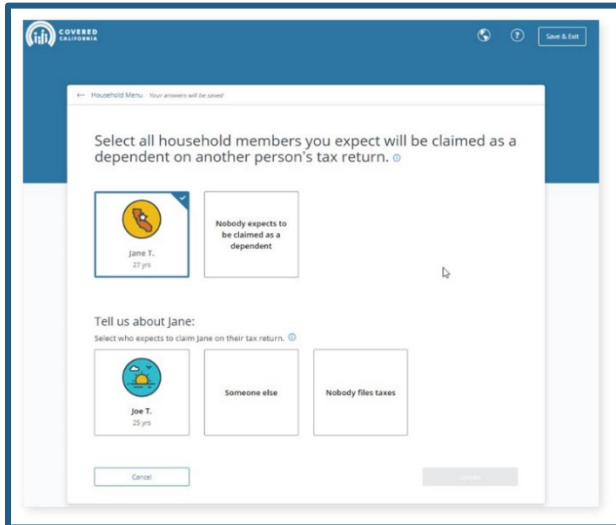 COVERED
CALIFORNIA
Save & Exit
← Household Menu Your answers will be saved
Select all household members you expect will be claimed as a
dependent on another person's tax return.
Jane T.
27 yrs
Nobody expects to
be claimed as a
dependent
Tell us about Jane:
Select who expects to claim Jane on their tax return.
Joe T.
25 yrs
Someone else
Nobody files taxes
Cancel